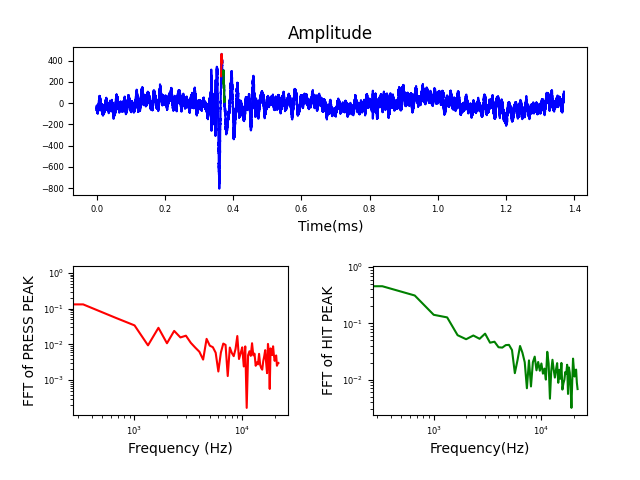 Amplitude
400
200
0
−200
−400
−600
−800
0.0 0.2 0.4 0.6 0.8 1.0 1.2 1.4
Time(ms)
FFT of PRESS PEAK
10⁰
10⁻¹
10⁻²
10⁻³
10³ 10⁴
Frequency (Hz)
FFT of HIT PEAK
10⁰
10⁻¹
10⁻²
10³ 10⁴
Frequency(Hz)